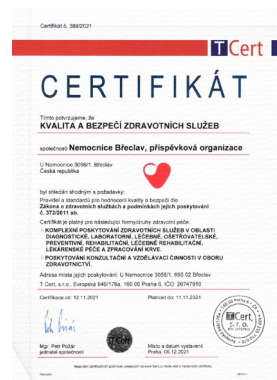 Certifikát č. 389/2021
TCert
CERTIFIKÁT
Tímto potvrzujeme, že
KVALITA A BEZPEČÍ ZDRAVOTNÍCH SLUŽEB
společnosti Nemocnice Břeclav, příspěvková organizace
U Nemocnice 3066/1, Břeclav
Česká republika
byl shledán shodným s požadavky:
Pravidel a standardů pro hodnocení kvality a bezpečí dle
Zákona o zdravotních službách a podmínkách jejich poskytování
č. 372/2011 sb.
Certifikát je platný pro následující formy/druhy zdravotní péče:
· KOMPLEXNÍ POSKYTOVÁNÍ ZDRAVOTNÍCH SLUŽEB V OBLASTI
DIAGNOSTICKÉ, LABORATORNÍ, LÉČEBNÉ, OŠETŘOVATELSKÉ,
PREVENTIVNÍ, REHABILITAČNÍ, LÉČEBNĚ REHABILITAČNÍ,
LÉKÁRENSKÉ PÉČE A ZPRACOVÁNÍ KRVE.
· POSKYTOVÁNÍ KONZULTAČNÍ A VZDĚLÁVACÍ ČINNOSTI V OBORU
ZDRAVOTNICTVÍ.
Adresa místa jejich poskytování: U Nemocnice 3066/1, 690 02 Břeclav
T Cert, s.r.o., Evropská 846/176a, 160 00 Praha 6, IČO: 26747910
Certifikace od: 12.11.2021
Platnost do: 11.11.2024
TCert
s. r. o.
Mgr. Petr Požár
jednatel společnosti
Místo a datum vystavení:
Praha, 06.12.2021